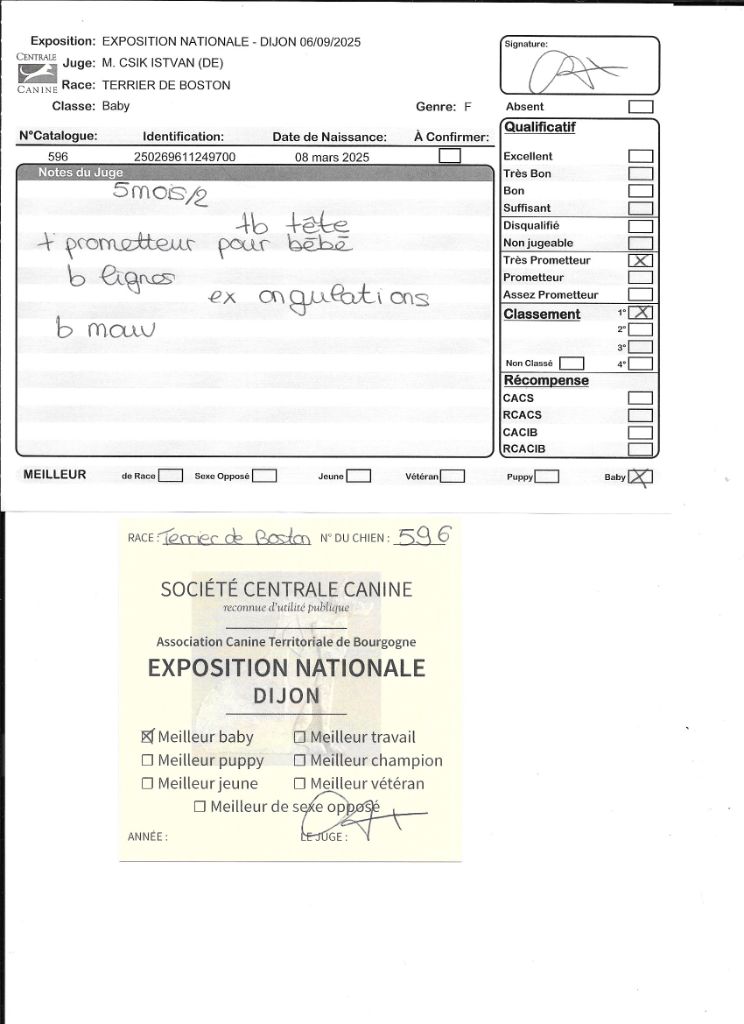 Exposition: EXPOSITION NATIONALE - DIJON 06/09/2025
CENTRALE CANINE
Juge: M. CSIK ISTVAN (DE)
Race: TERRIER DE BOSTON
Classe: Baby Genre: F
N°Catalogue: Identification: Date de Naissance: À Confirmer:
596 250269611249700 08 mars 2025
Notes du Juge
5mois/2
tb tête
t prometteur pour bébé
b lignes
ex angulations
b mouv
Signature:
Absent
Qualificatif
Excellent
Très Bon
Bon
Suffisant
Disqualifié
Non jugeable
Très Prometteur X
Prometteur
Assez Prometteur
Classement 1° X
2°
3°
Non Classé 4°
Récompense
CACS
RCACS
CACIB
RCACIB
MEILLEUR de Race Sexe Opposé Jeune Vétéran Puppy Baby X
RACE : Terrier de Boston N° DU CHIEN : 596
SOCIÉTÉ CENTRALE CANINE
reconnue d'utilité publique
Association Canine Territoriale de Bourgogne
EXPOSITION NATIONALE
DIJON
☒ Meilleur baby ☐ Meilleur travail
☐ Meilleur puppy ☐ Meilleur champion
☐ Meilleur jeune ☐ Meilleur vétéran
☐ Meilleur de sexe opposé
ANNÉE : LE JUGE :